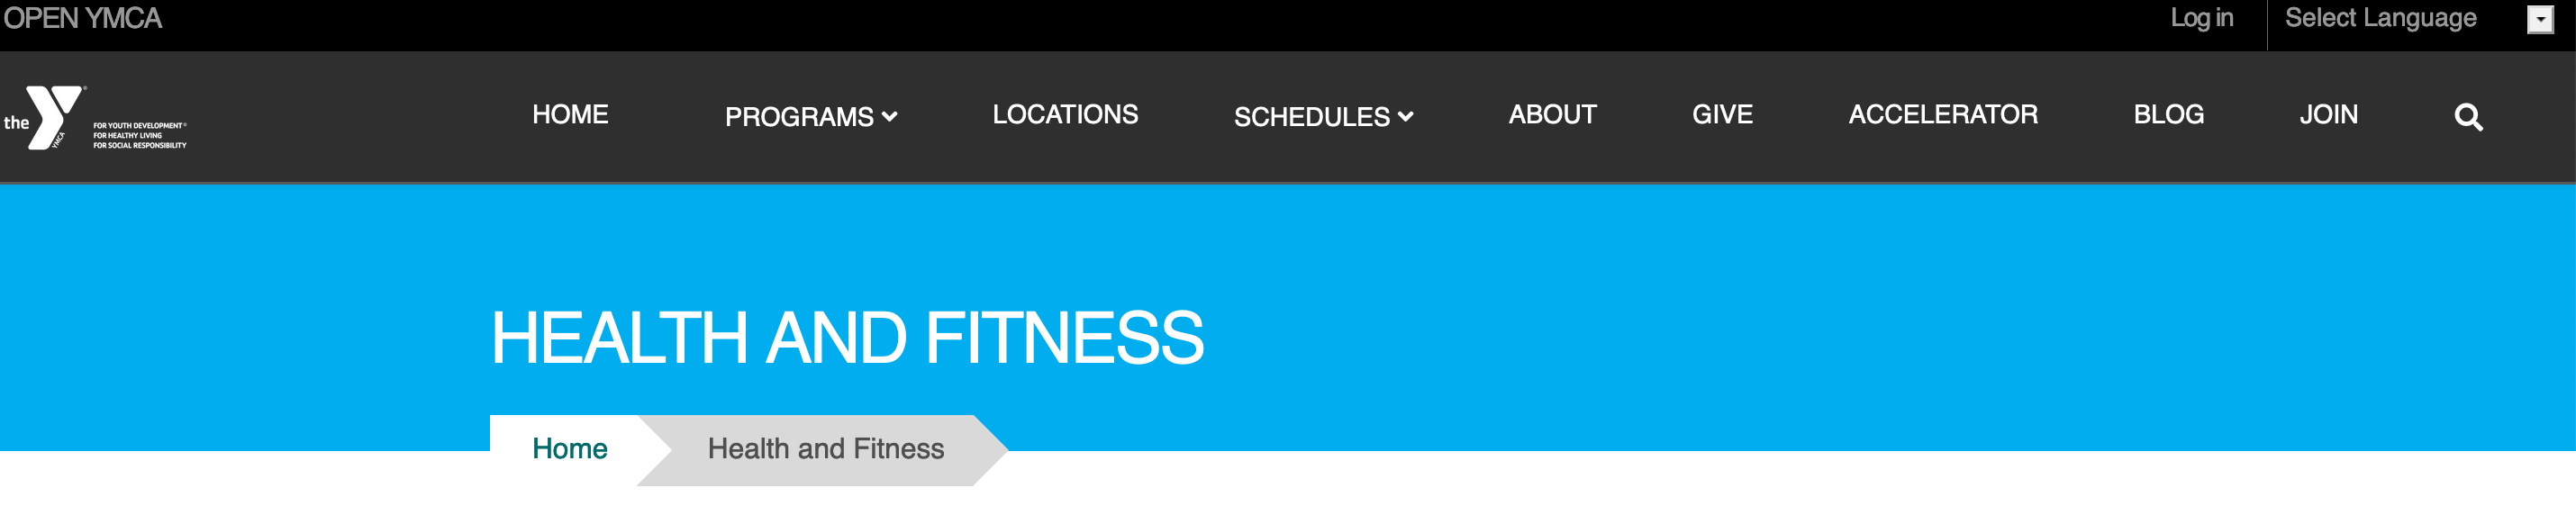 OPEN YMCA
Log in
Select Language
the Y® YMCA
FOR YOUTH DEVELOPMENT®
FOR HEALTHY LIVING
FOR SOCIAL RESPONSIBILITY
HOME PROGRAMS LOCATIONS SCHEDULES ABOUT GIVE ACCELERATOR BLOG JOIN
HEALTH AND FITNESS
Home Health and Fitness